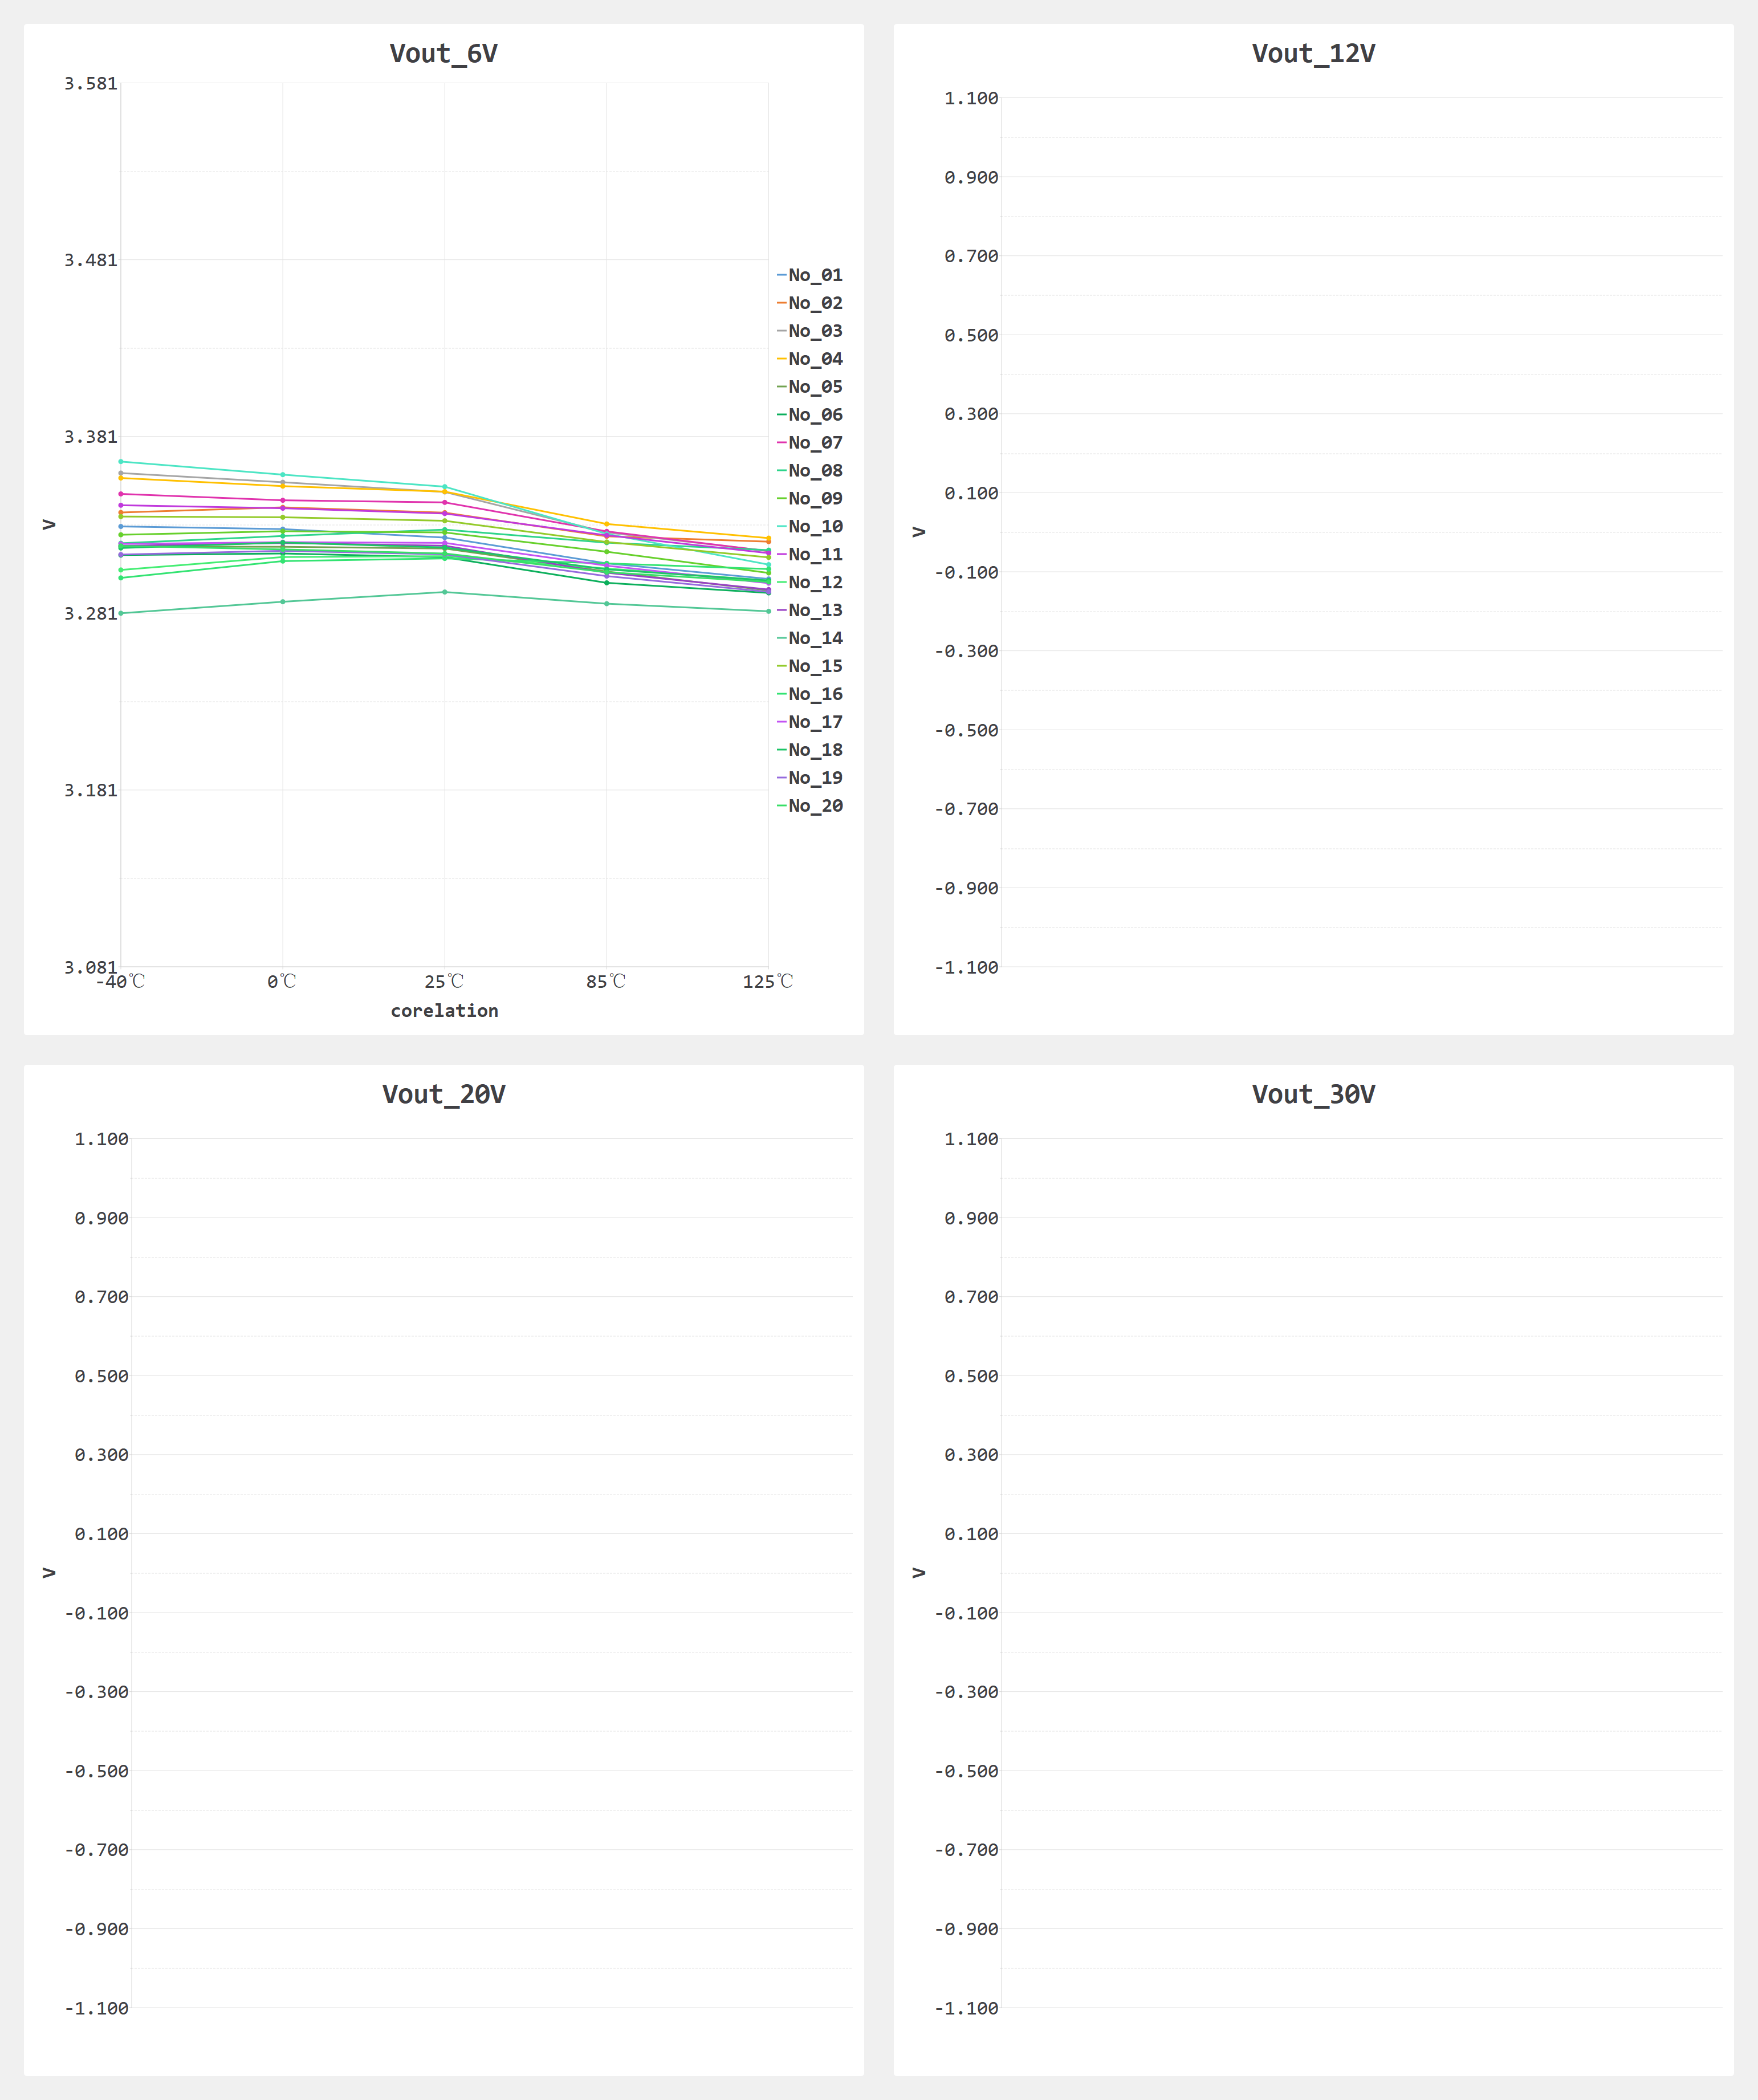 Vout_6V
3.581
3.481
3.381
3.281
3.181
3.081
V
-40℃ 0℃ 25℃ 85℃ 125℃
corelation
No_01
No_02
No_03
No_04
No_05
No_06
No_07
No_08
No_09
No_10
No_11
No_12
No_13
No_14
No_15
No_16
No_17
No_18
No_19
No_20
Vout_12V
1.100
0.900
0.700
0.500
0.300
0.100
-0.100
-0.300
-0.500
-0.700
-0.900
-1.100
V
Vout_20V
1.100
0.900
0.700
0.500
0.300
0.100
-0.100
-0.300
-0.500
-0.700
-0.900
-1.100
V
Vout_30V
1.100
0.900
0.700
0.500
0.300
0.100
-0.100
-0.300
-0.500
-0.700
-0.900
-1.100
V